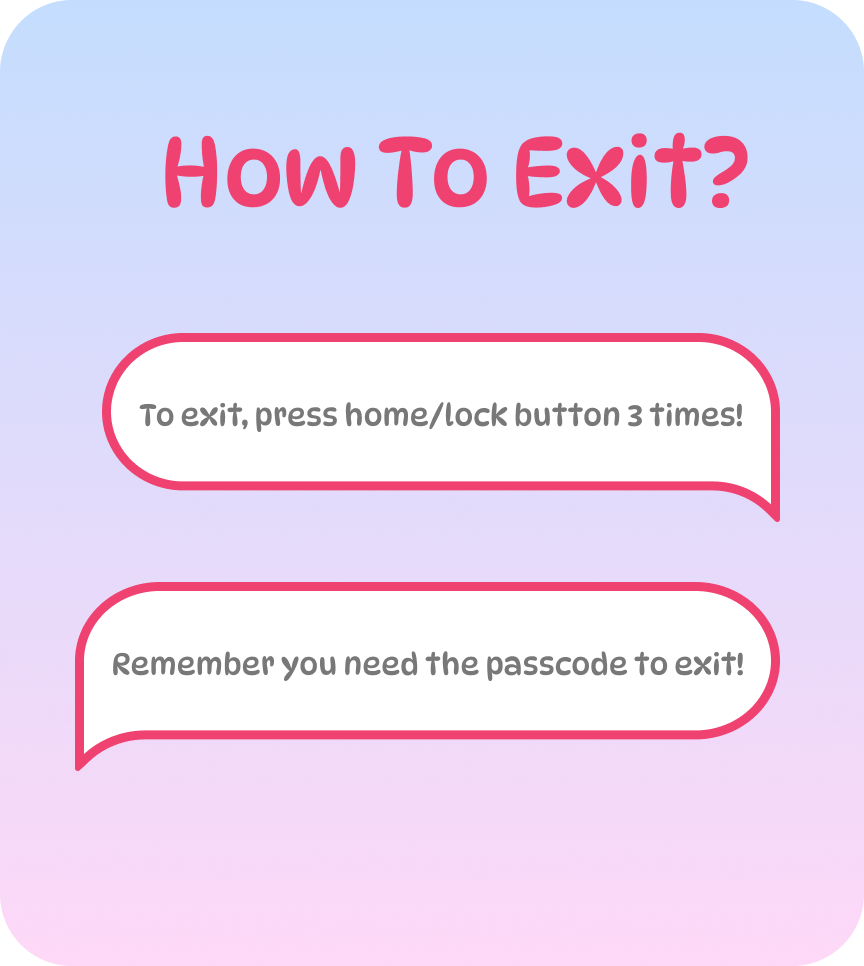 How To Exit?
To exit, press home/lock button 3 times!
Remember you need the passcode to exit!